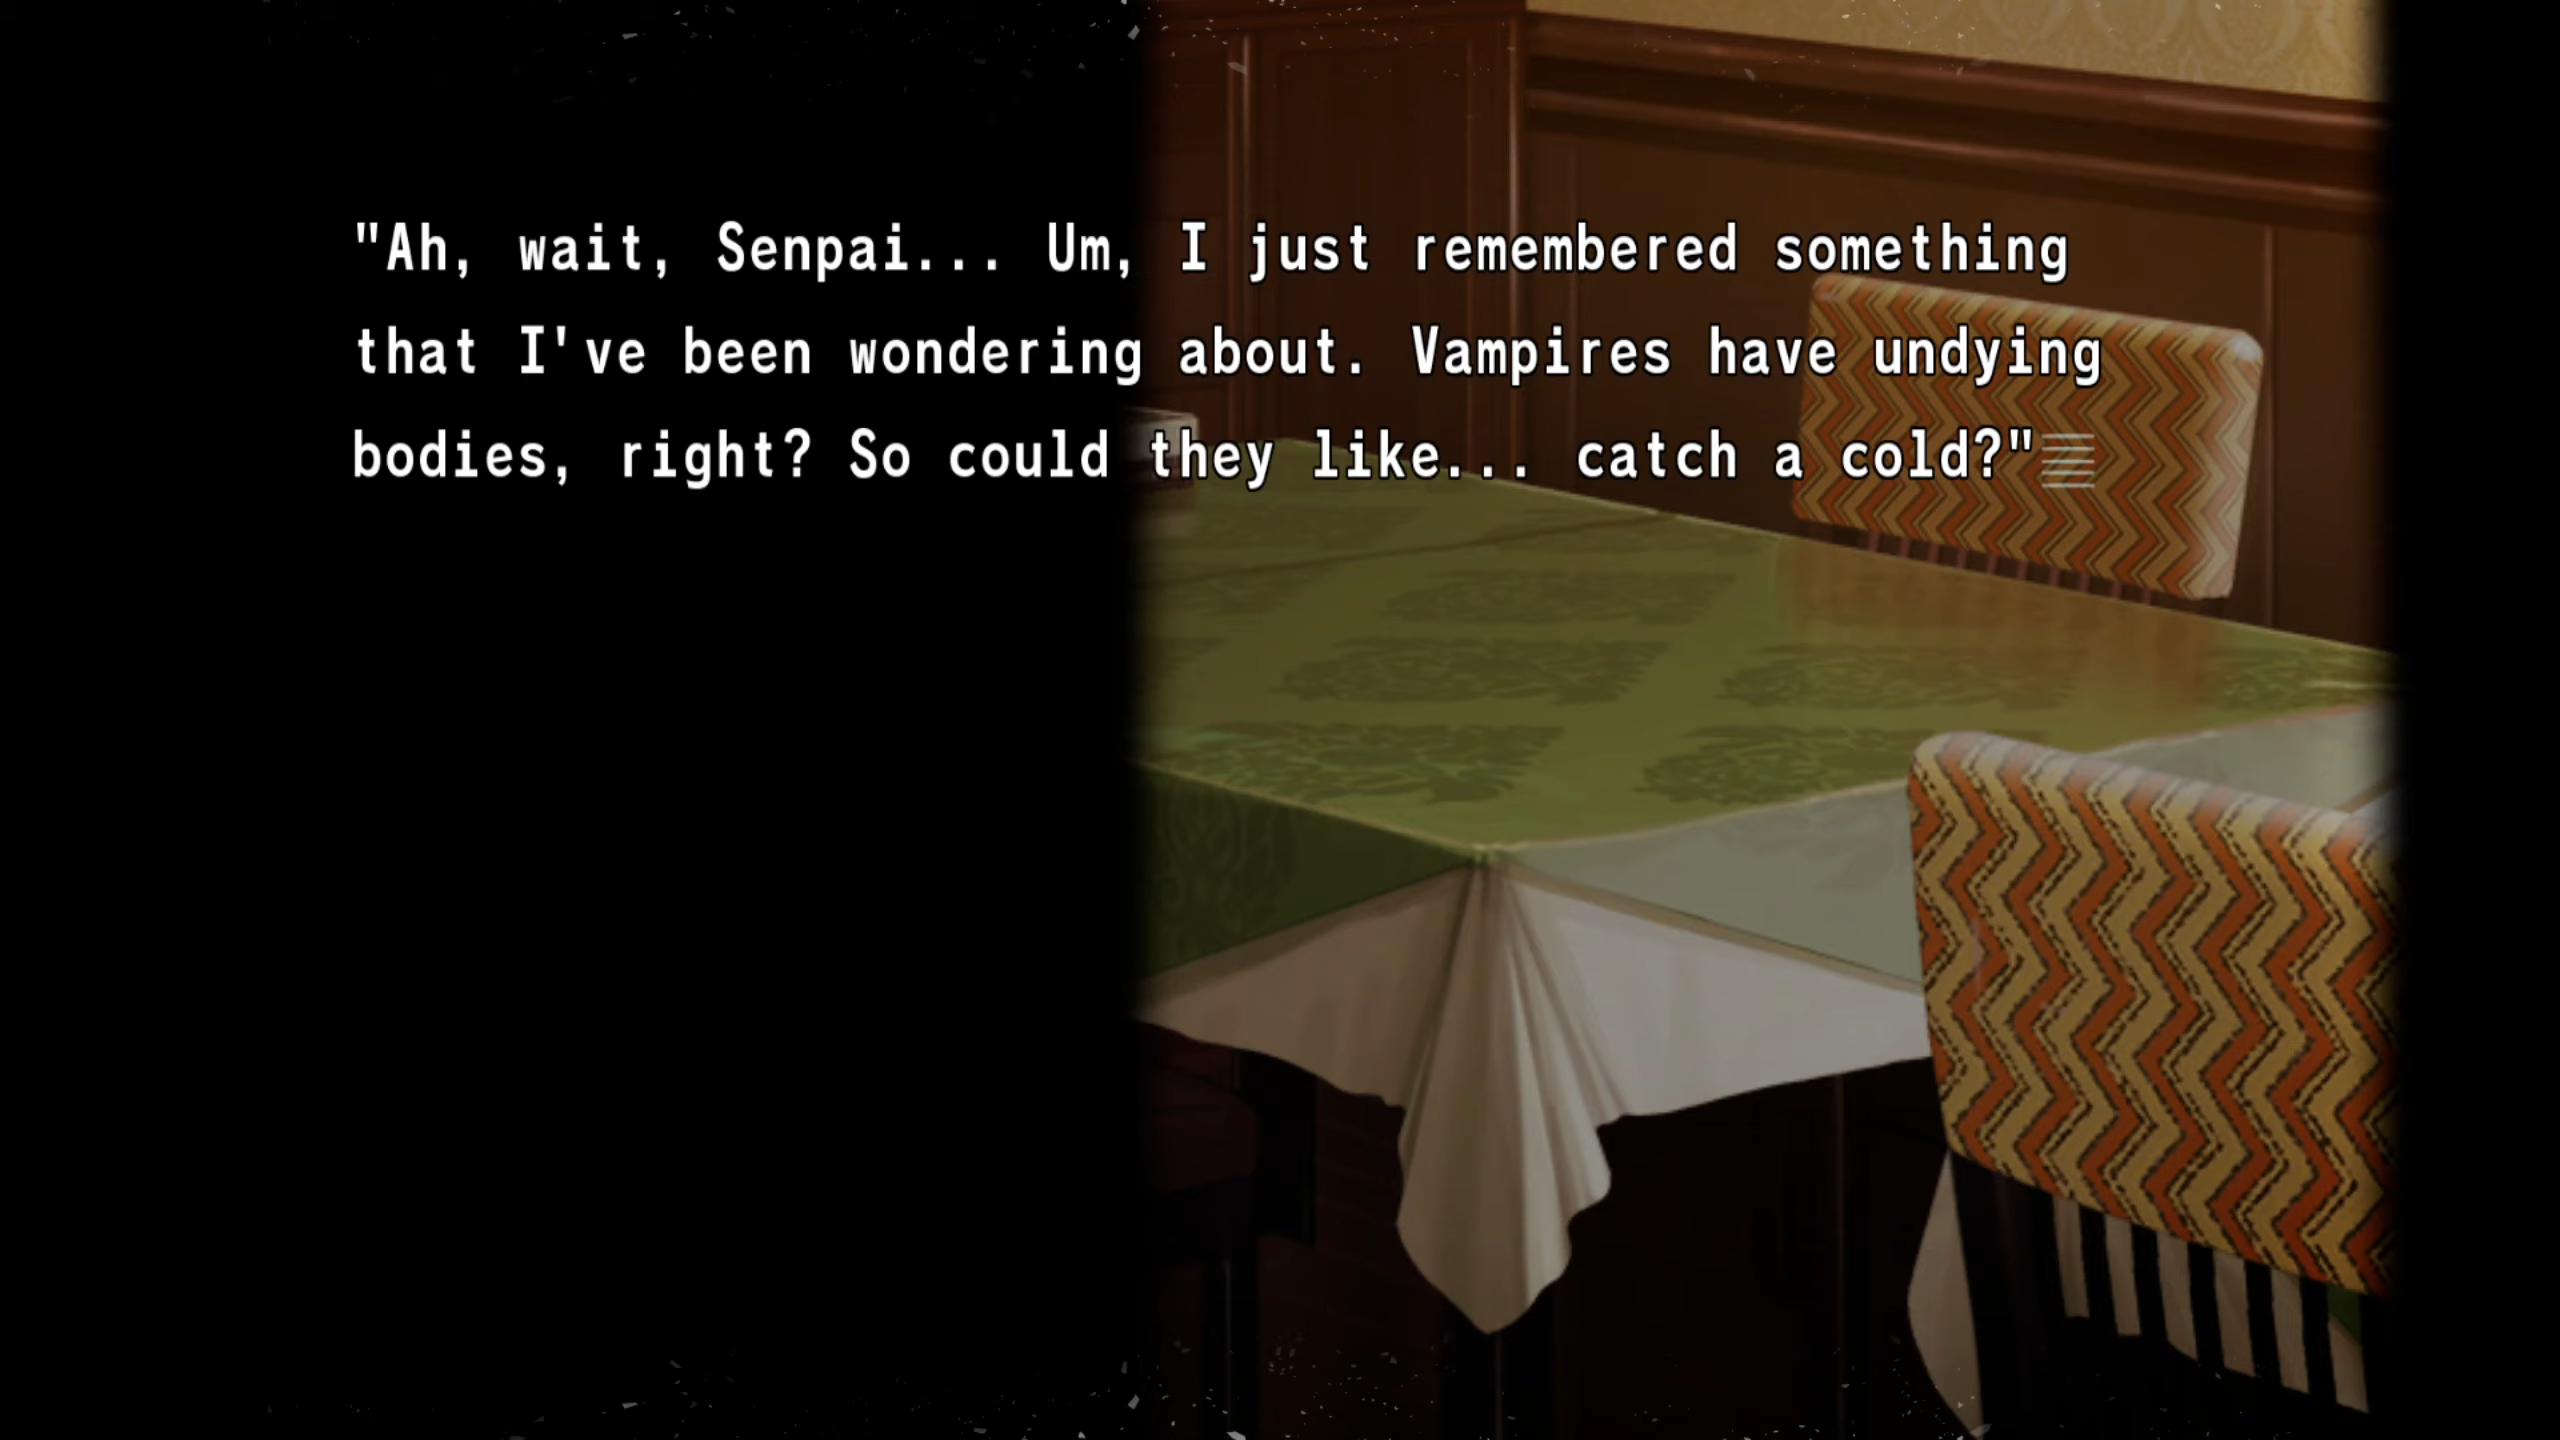 "Ah, wait, Senpai... Um, I just remembered something
that I've been wondering about. Vampires have undying
bodies, right? So could they like... catch a cold?"